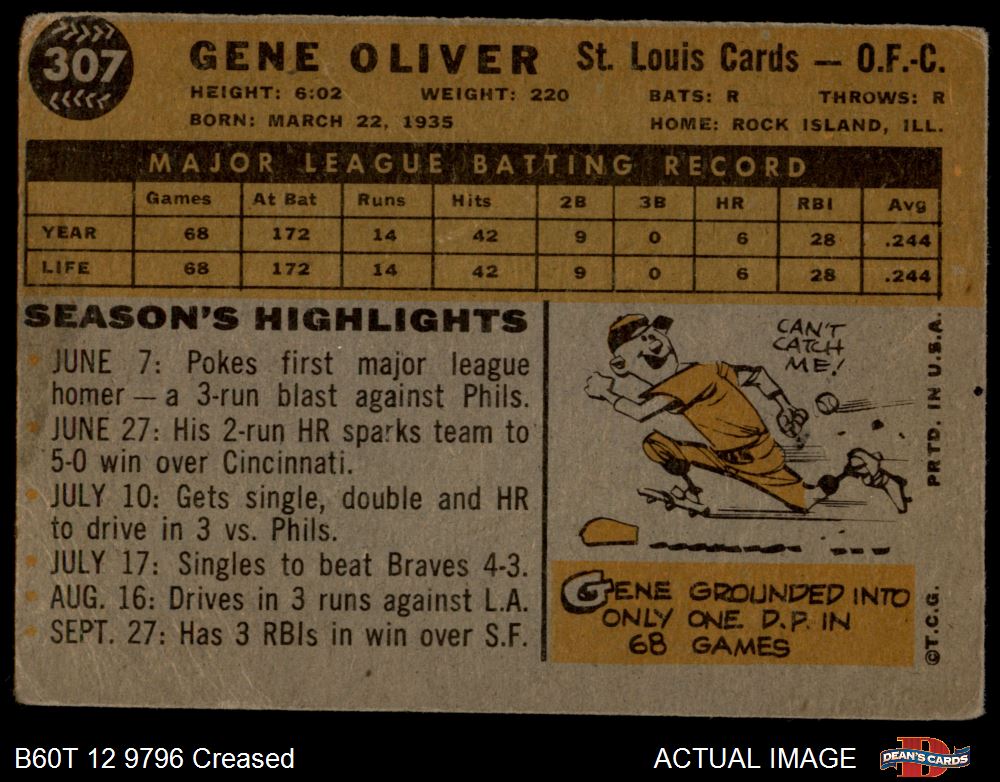 307
GENE OLIVER St. Louis Cards — O.F.-C.
HEIGHT: 6:02 WEIGHT: 220 BATS: R THROWS: R
BORN: MARCH 22, 1935 HOME: ROCK ISLAND, ILL.
MAJOR LEAGUE BATTING RECORD
Games At Bat Runs Hits 2B 3B HR RBI Avg
YEAR 68 172 14 42 9 0 6 28 .244
LIFE 68 172 14 42 9 0 6 28 .244
SEASON'S HIGHLIGHTS
JUNE 7: Pokes first major league
homer — a 3-run blast against Phils.
JUNE 27: His 2-run HR sparks team to
5-0 win over Cincinnati.
JULY 10: Gets single, double and HR
to drive in 3 vs. Phils.
JULY 17: Singles to beat Braves 4-3.
AUG. 16: Drives in 3 runs against L.A.
SEPT. 27: Has 3 RBIs in win over S.F.
CAN'T
CATCH
ME!
GENE GROUNDED INTO
ONLY ONE D.P. IN
68 GAMES
PRTD. IN U.S.A.
©T.C.G.
B60T 12 9796 Creased ACTUAL IMAGE
DEAN'S CARDS